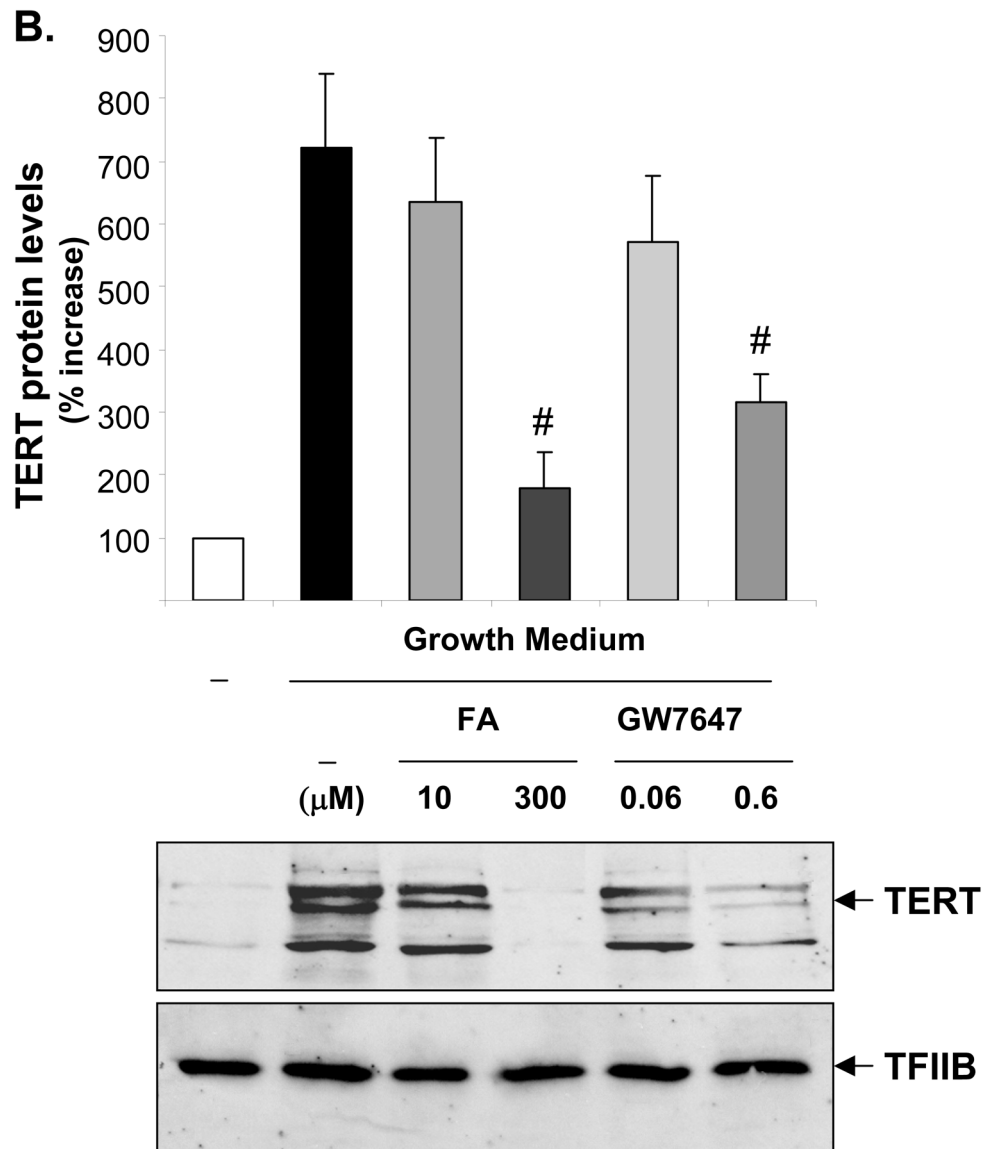 B.
TERT protein levels
(% increase)
900
800
700
600
500
400
300
200
100
#
#
Growth Medium
–
FA
GW7647
–
(μM)
10
300
0.06
0.6
TERT
TFIIB